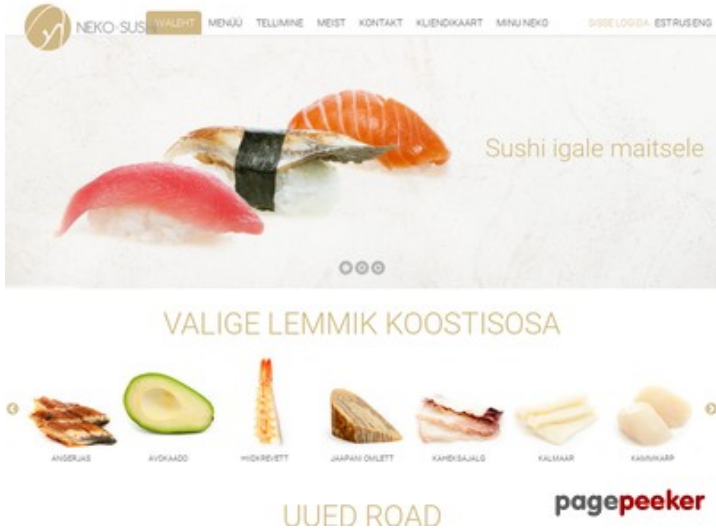 NEKO-SUSHI
AVALEHT MENÜÜ TELLIMINE MEIST KONTAKT KLIENDIKAART MINU NEKO SISSE LOGIDA EST RUS ENG
Sushi igale maitsele
VALIGE LEMMIK KOOSTISOSA
ANGERJAS AVOKAADO HIIDKREVETT JAAPANI OMLETT KAHEKSAJALG KALMAAR KAMMKARP
UUED ROAD
pagepeeker